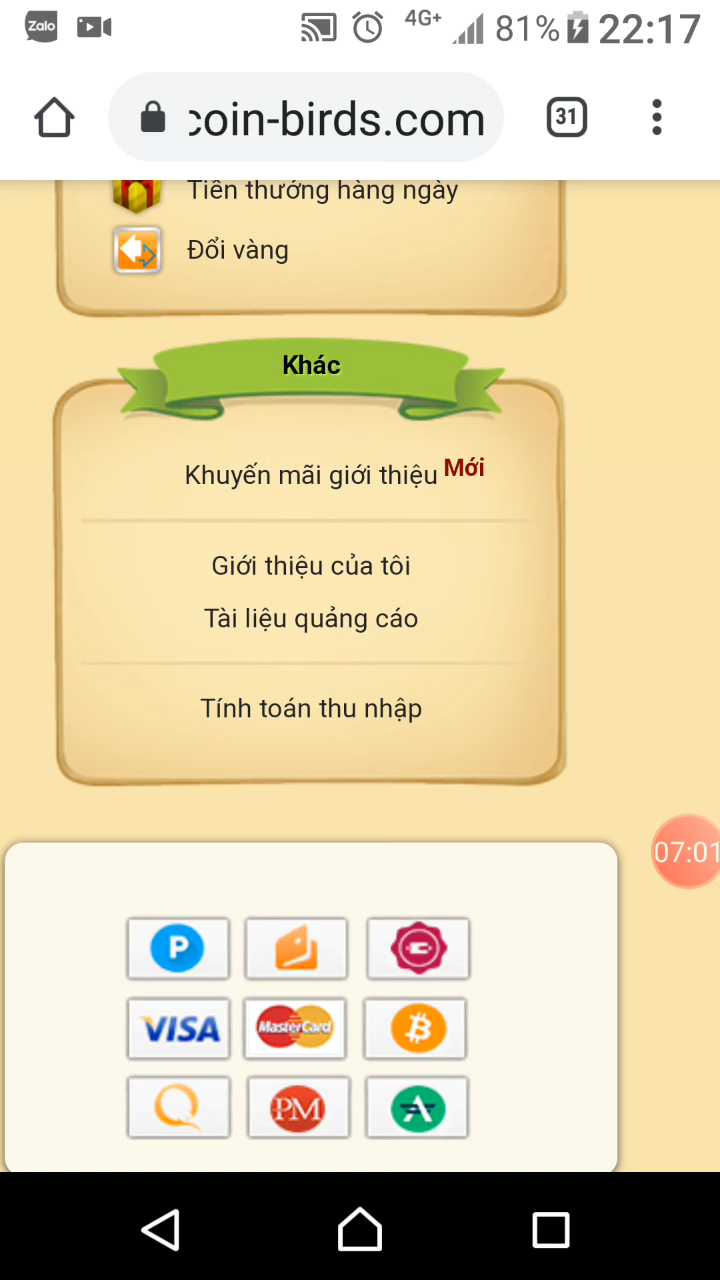 Zalo
4G+
81%
22:17
coin-birds.com
31
Tiền thưởng hàng ngày
Đổi vàng
Khác
Khuyến mãi giới thiệu Mới
Giới thiệu của tôi
Tài liệu quảng cáo
Tính toán thu nhập
07:01
P
VISA
MasterCard
PM